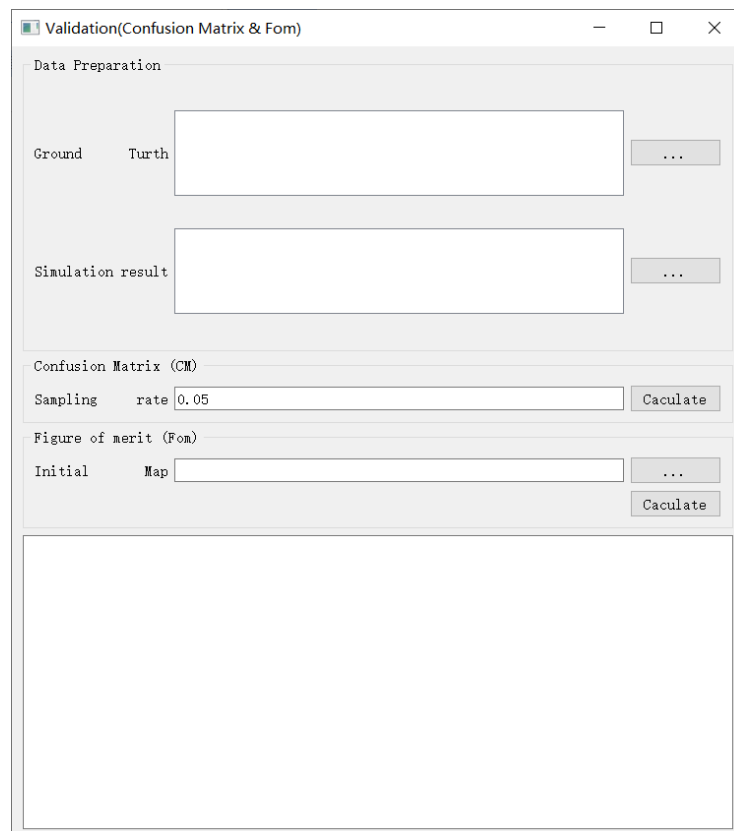 Validation(Confusion Matrix & Fom)
Data Preparation
Ground Turth
...
Simulation result
...
Confusion Matrix (CM)
Sampling rate 0.05 Caculate
Figure of merit (Fom)
Initial Map ...
Caculate